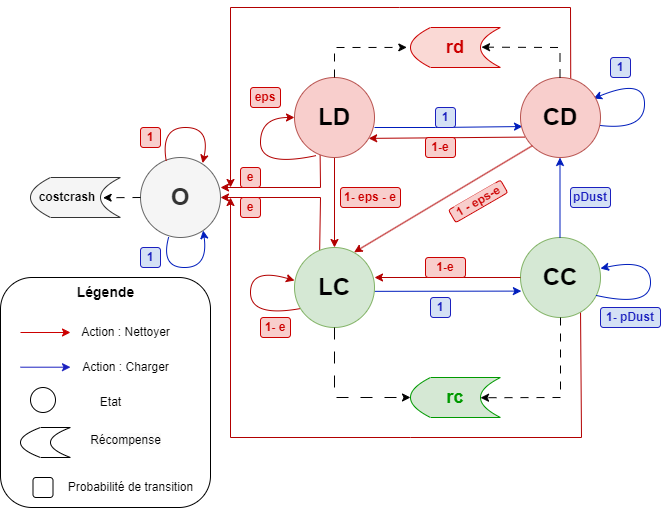 rd
1
eps
LD
1
CD
1
1-e
costcrash
O
e
e
1- eps - e
1 - eps-e
pDust
1
Légende
Action : Nettoyer
Action : Charger
Etat
Récompense
Probabilité de transition
1- e
LC
1-e
1
CC
1- pDust
rc